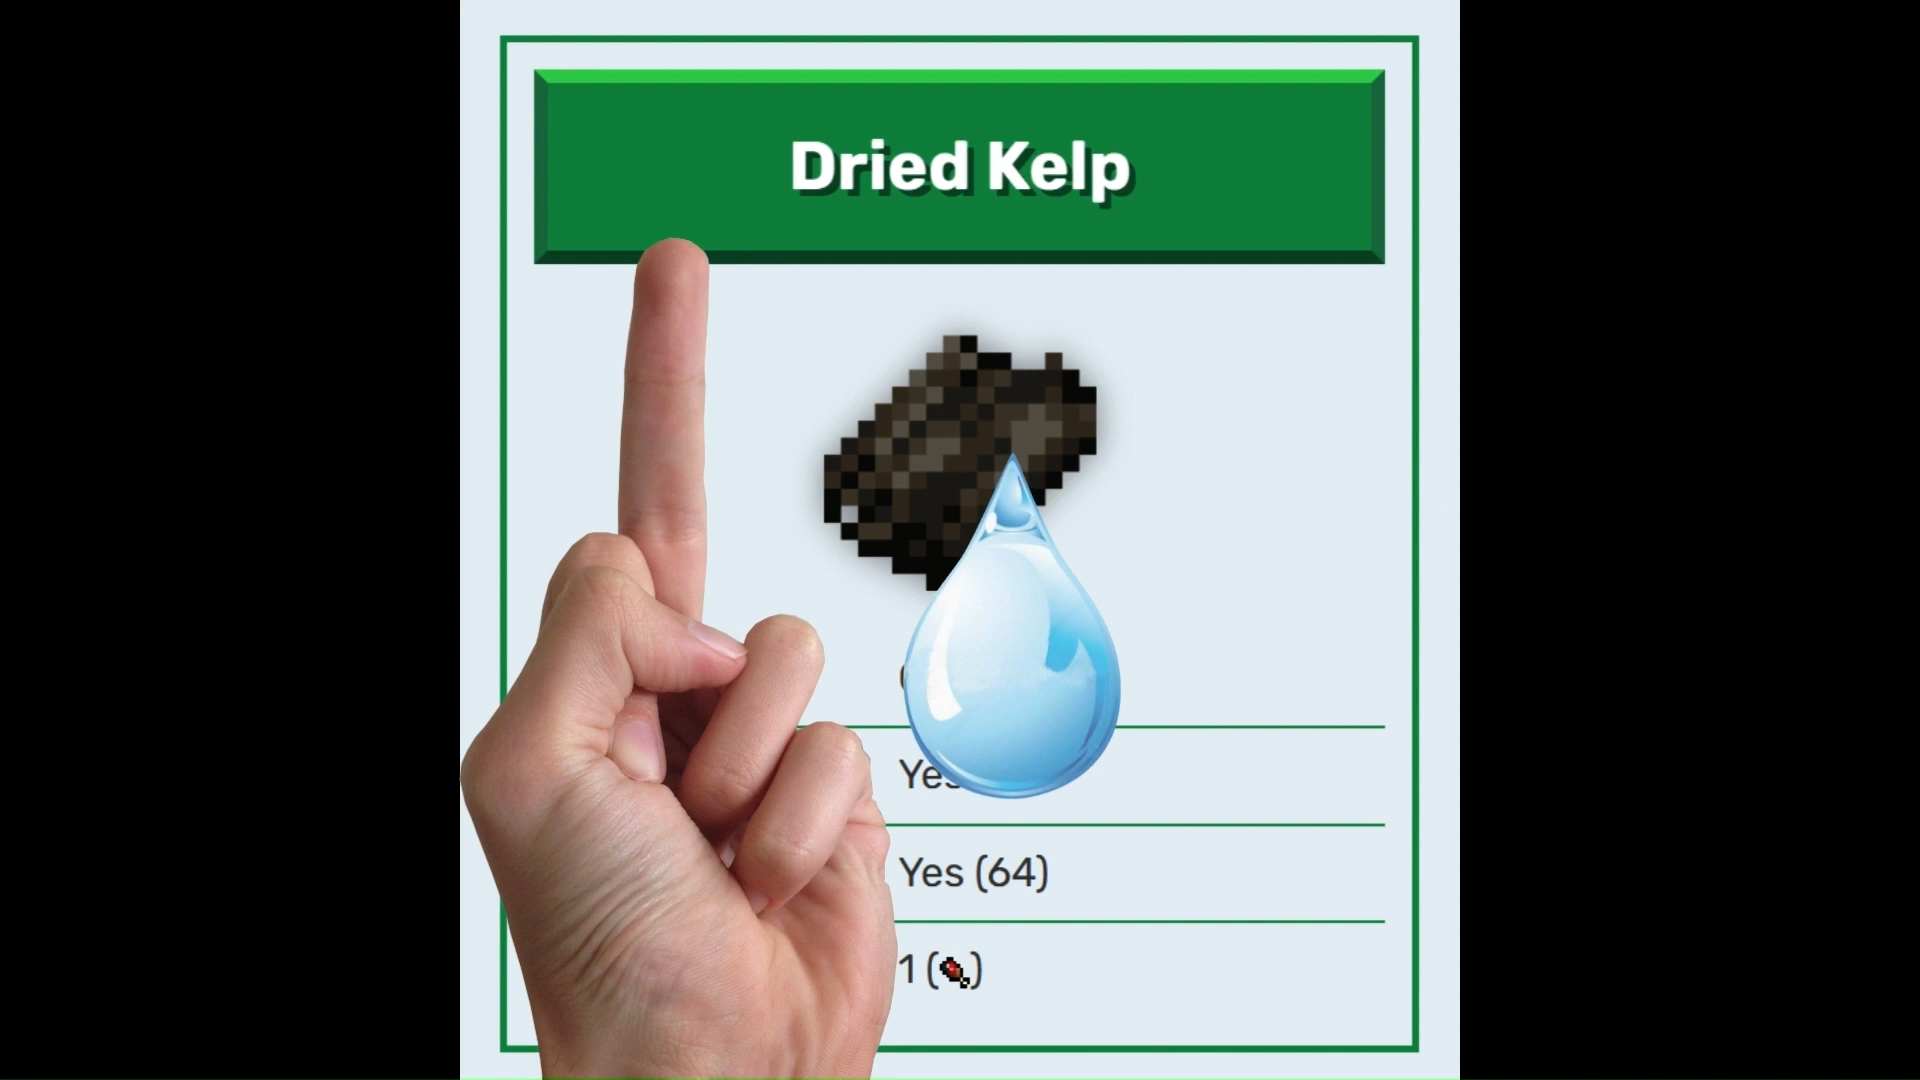 Dried Kelp
Yes (64)
1 ()